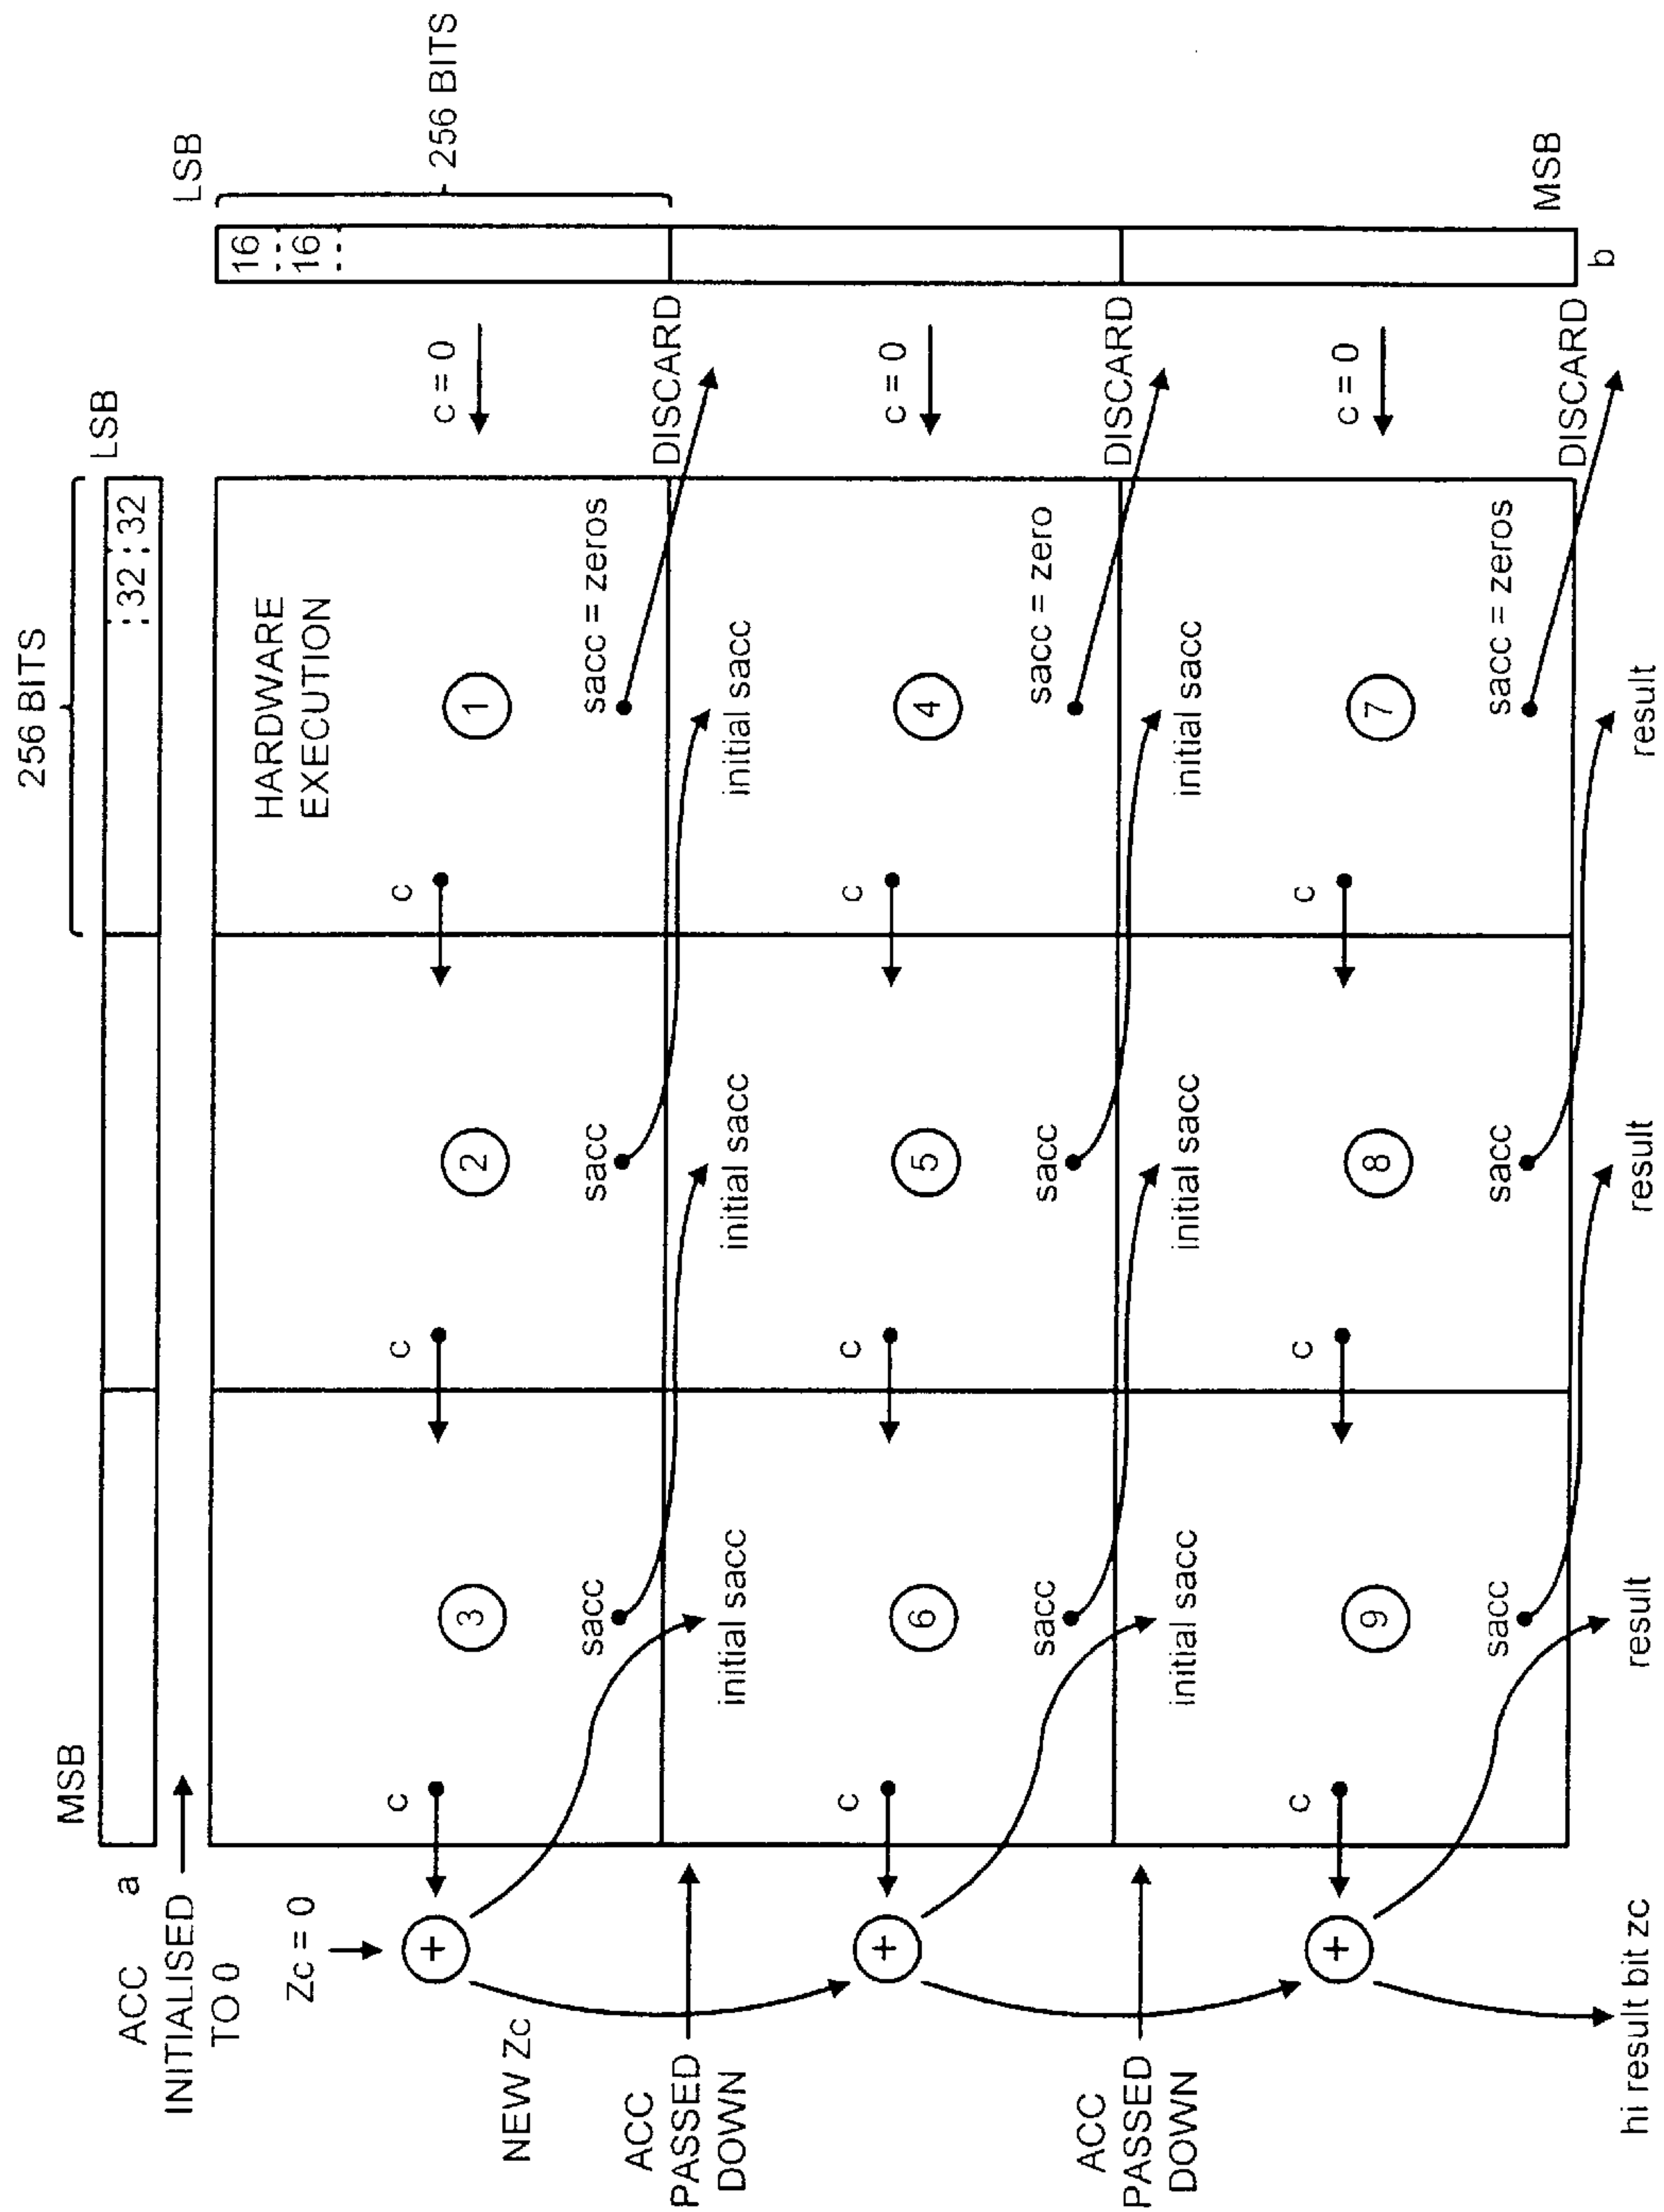 256 BITS
MSB
LSB
a
32
32
ACC
INITIALISED
TO 0
LSB
Zc = 0
HARDWARE
EXECUTION
16
16
256 BITS
c
3
c
2
c
1
c = 0
+
sacc
sacc
sacc = zeros
NEW Zc
DISCARD
ACC
PASSED
DOWN
initial sacc
initial sacc
initial sacc
c
6
c
5
c
4
c = 0
+
sacc
sacc
sacc = zero
DISCARD
ACC
PASSED
DOWN
initial sacc
initial sacc
initial sacc
c
9
c
8
c
7
c = 0
+
sacc
sacc
sacc = zeros
MSB
DISCARD
b
hi result bit zc
result
result
result